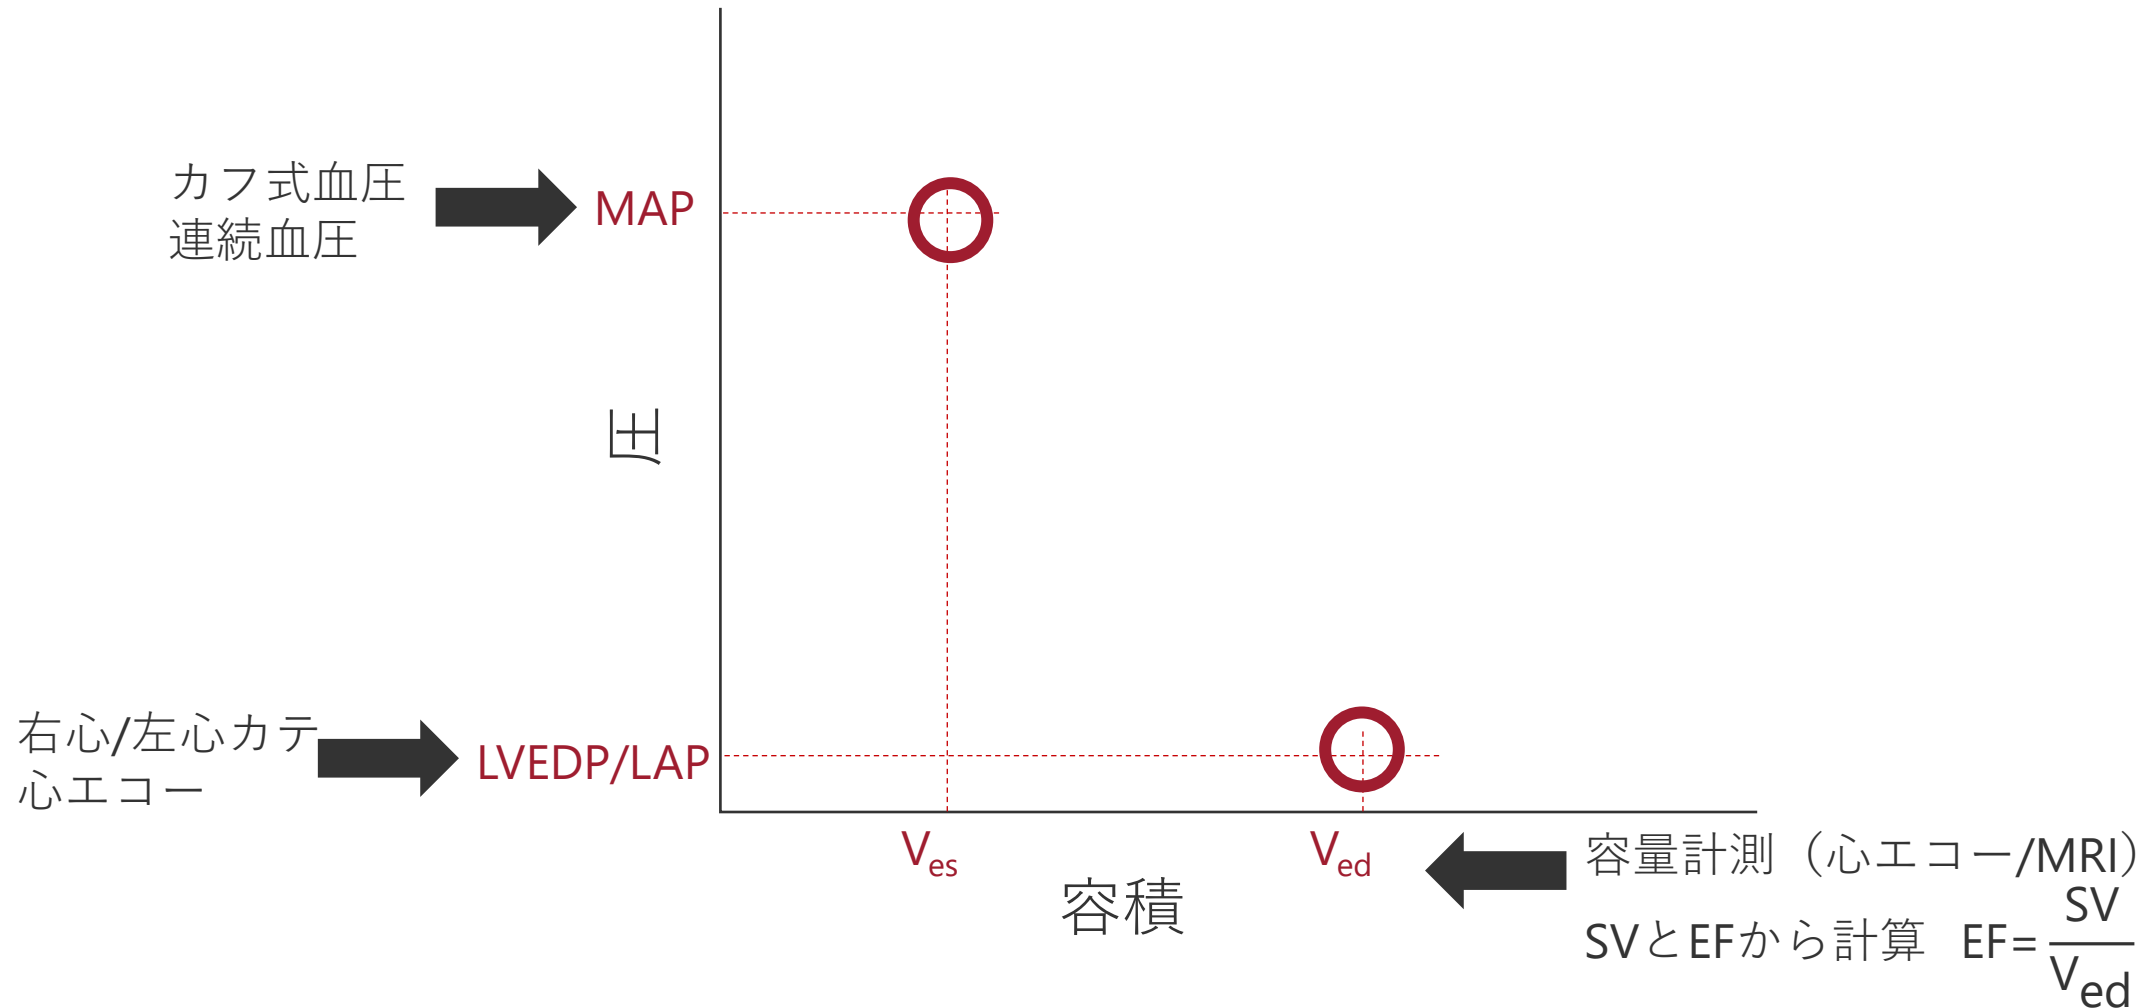 カフ式血圧
連続血圧
MAP
圧
右心/左心カテ
心エコー
LVEDP/LAP
Ves
Ved
容積
容量計測（心エコー/MRI）
SVとEFから計算 EF=SV/Ved